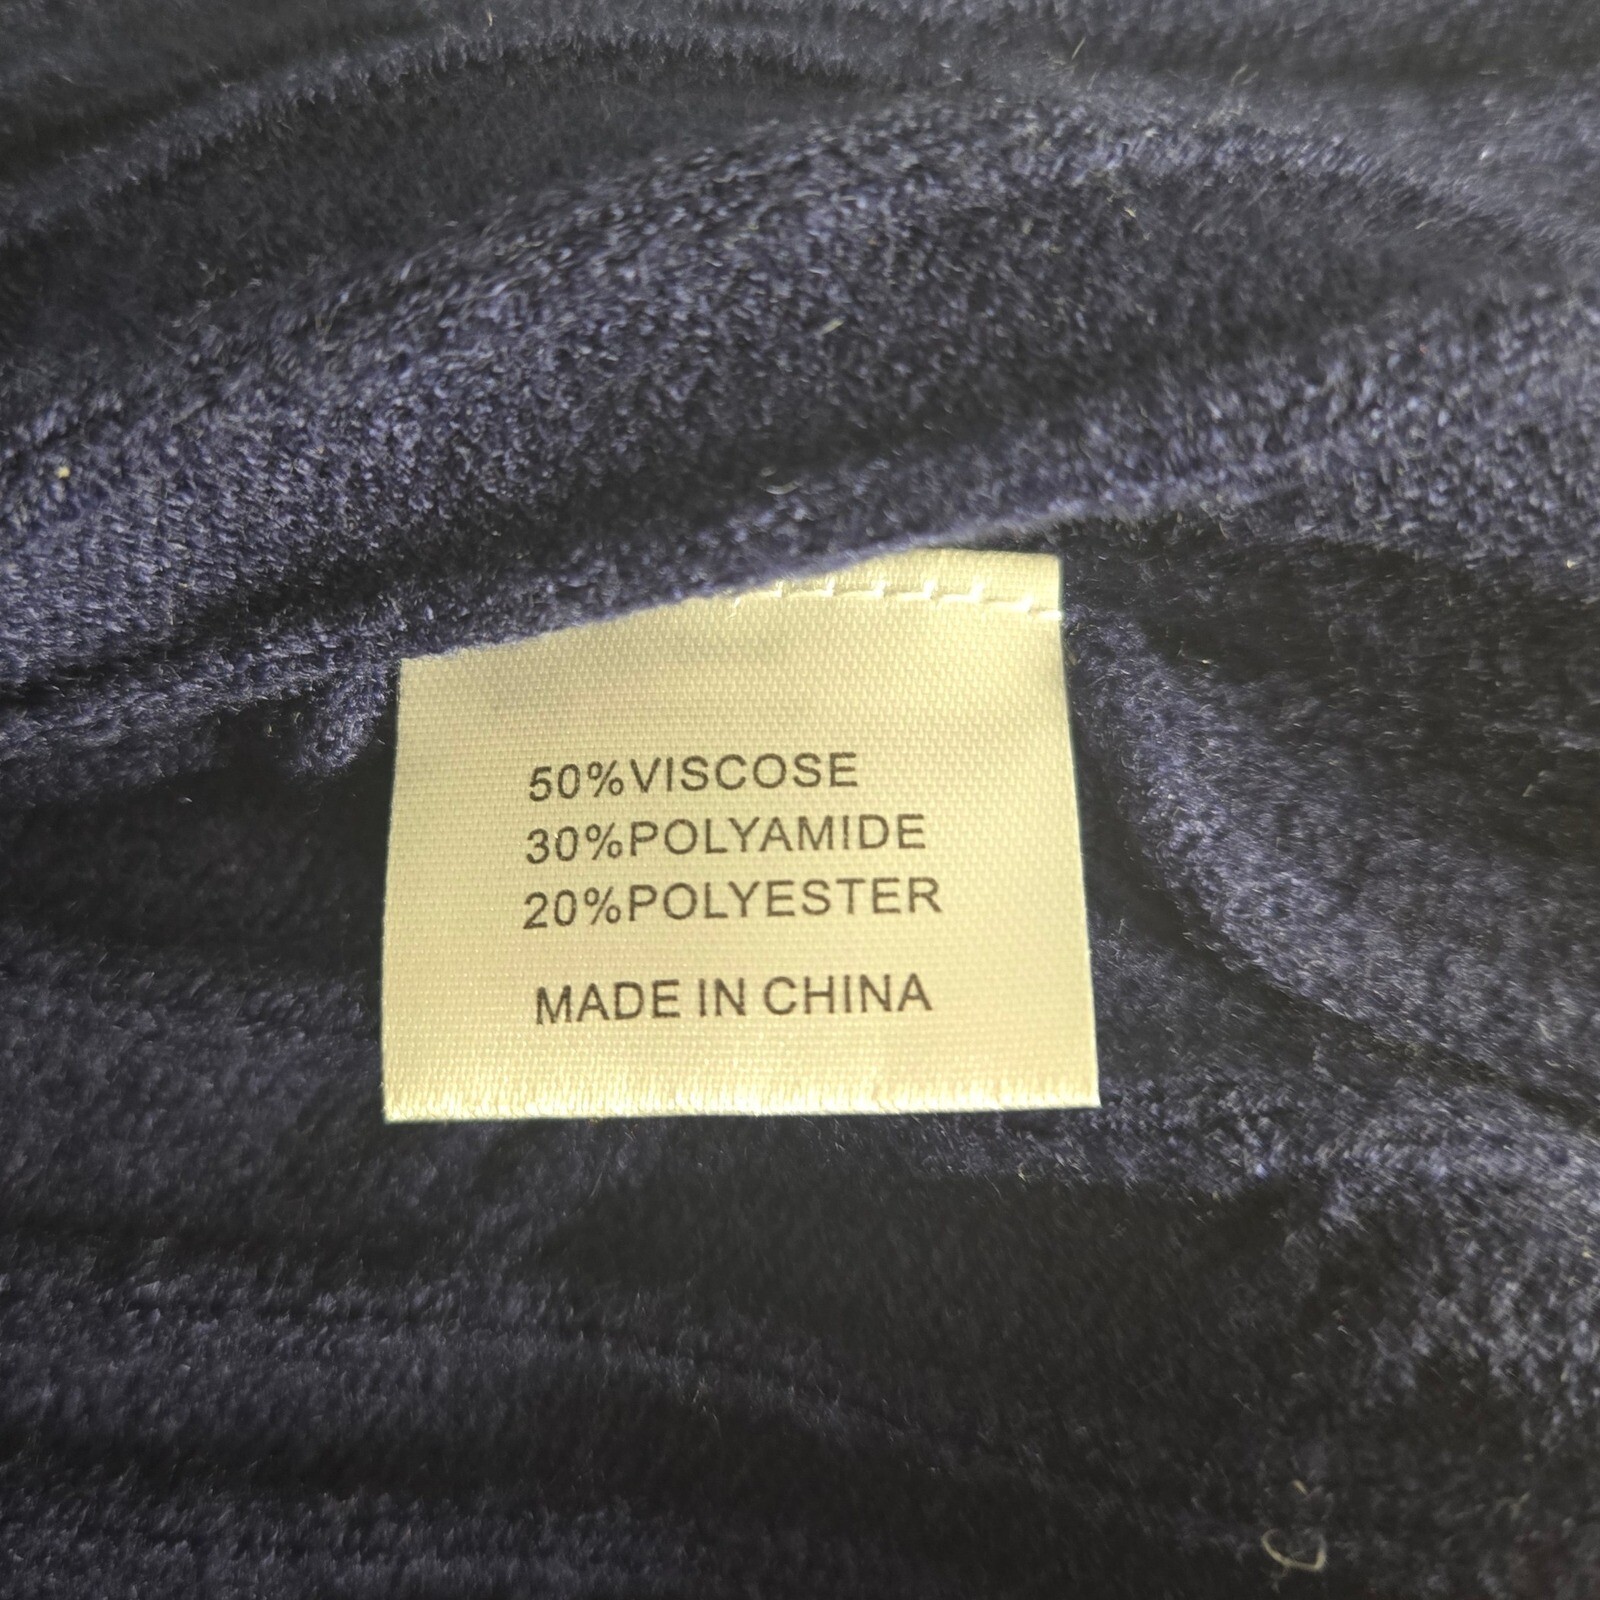 50%VISCOSE
30%POLYAMIDE
20%POLYESTER
MADE IN CHINA